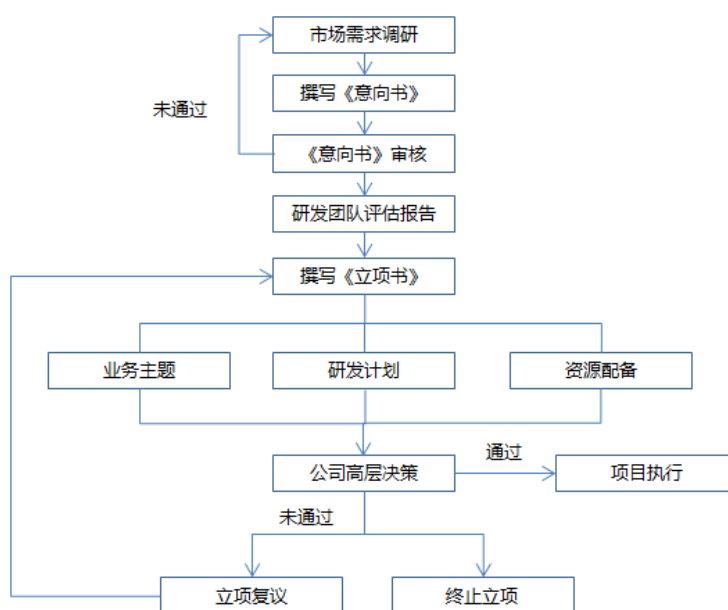 市场需求调研
撰写《意向书》
未通过
《意向书》审核
研发团队评估报告
撰写《立项书》
业务主题
研发计划
资源配备
通过
公司高层决策
项目执行
未通过
立项复议
终止立项